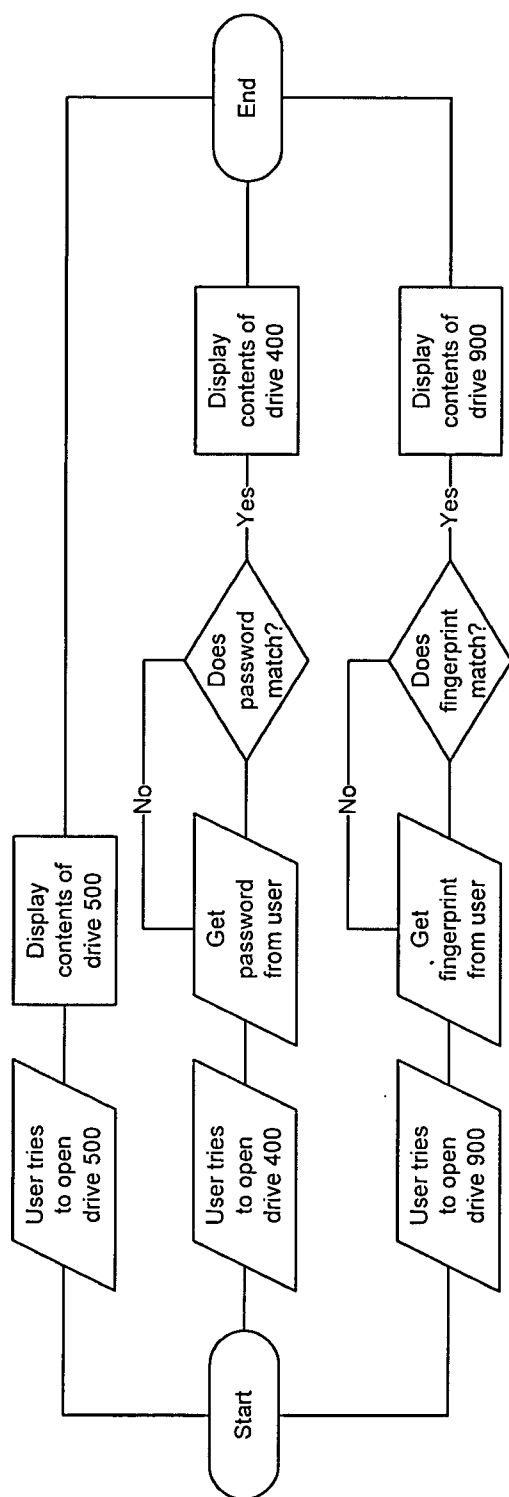 Start
User tries
to open
drive 500
Display
contents of
drive 500
User tries
to open
drive 400
Get
password
from user
No
Does
password
match?
Yes
Display
contents of
drive 400
User tries
to open
drive 900
Get
fingerprint
from user
No
Does
fingerprint
match?
Yes
Display
contents of
drive 900
End